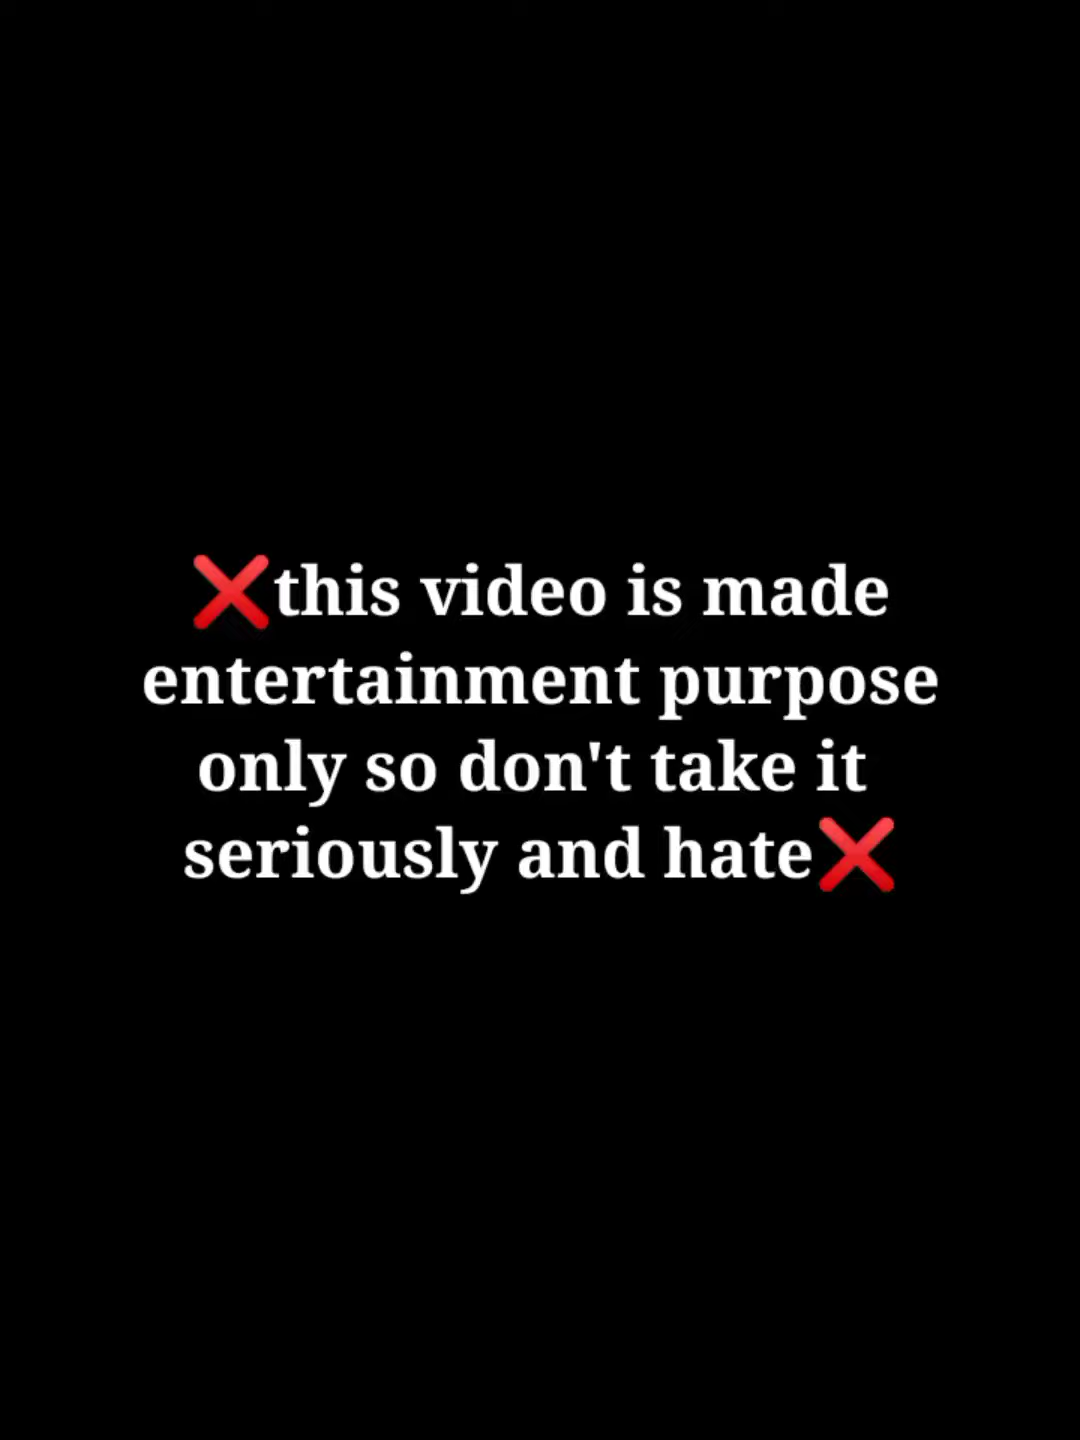 ❌this video is made
entertainment purpose
only so don't take it
seriously and hate❌